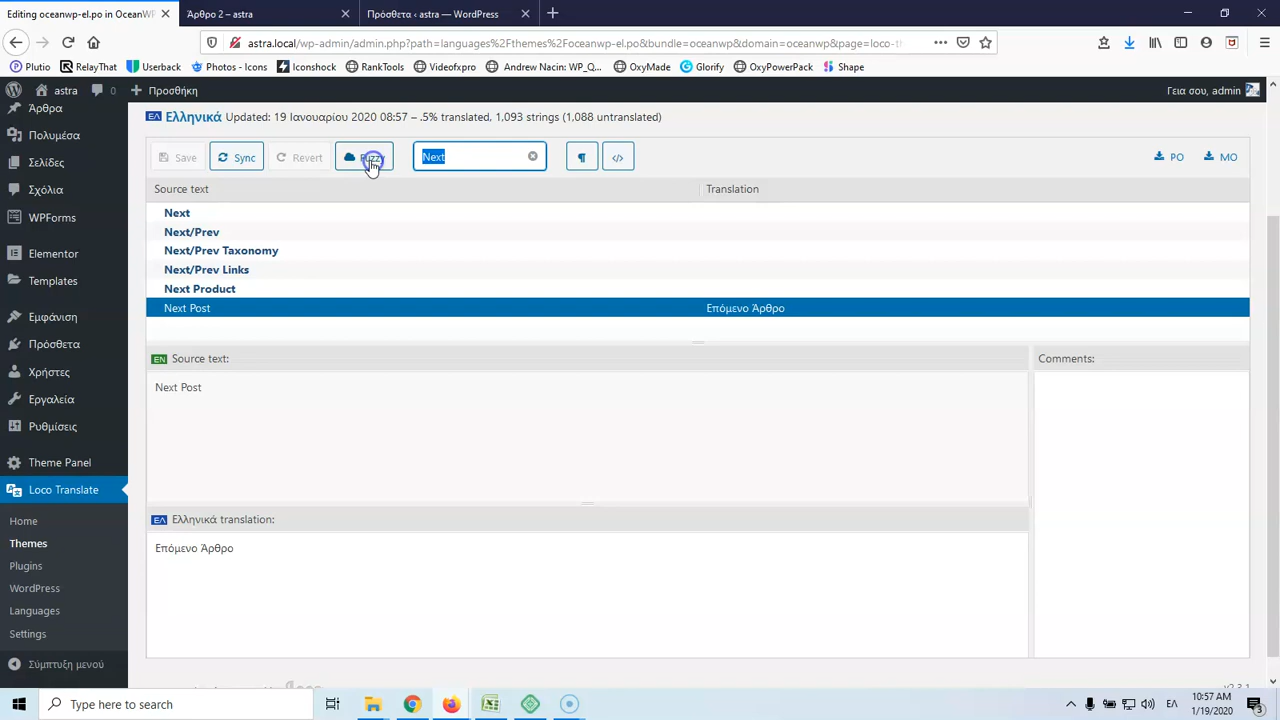 Editing oceanwp-el.po in OceanWP
Άρθρο 2 – astra
Πρόσθετα ‹ astra — WordPress
astra.local/wp-admin/admin.php?path=languages%2Fthemes%2Foceanwp-el.po&bundle=oceanwp&domain=oceanwp&page=loco-t
Plutio
RelayThat
Userback
Photos - Icons
Iconshock
RankTools
Videofxpro
Andrew Nacin: WP_Q...
OxyMade
Glorify
OxyPowerPack
Shape
astra
Προσθήκη
Γεια σου, admin
Άρθρα
Πολυμέσα
Σελίδες
Σχόλια
WPForms
Elementor
Templates
Εμφάνιση
Πρόσθετα
Χρήστες
Εργαλεία
Ρυθμίσεις
Theme Panel
Loco Translate
Home
Themes
Plugins
WordPress
Languages
Settings
Σύμπτυξη μενού
ΕΛ Ελληνικά Updated: 19 Ιανουαρίου 2020 08:57 – .5% translated, 1,093 strings (1,088 untranslated)
Save Sync Revert Fuzzy Next ¶ </> PO MO
Source text Translation
Next
Next/Prev
Next/Prev Taxonomy
Next/Prev Links
Next Product
Next Post Επόμενο Άρθρο
EN Source text: Comments:
Next Post
ΕΛ Ελληνικά translation:
Επόμενο Άρθρο
Type here to search
ΕΛ
10:57 AM
1/19/2020
3